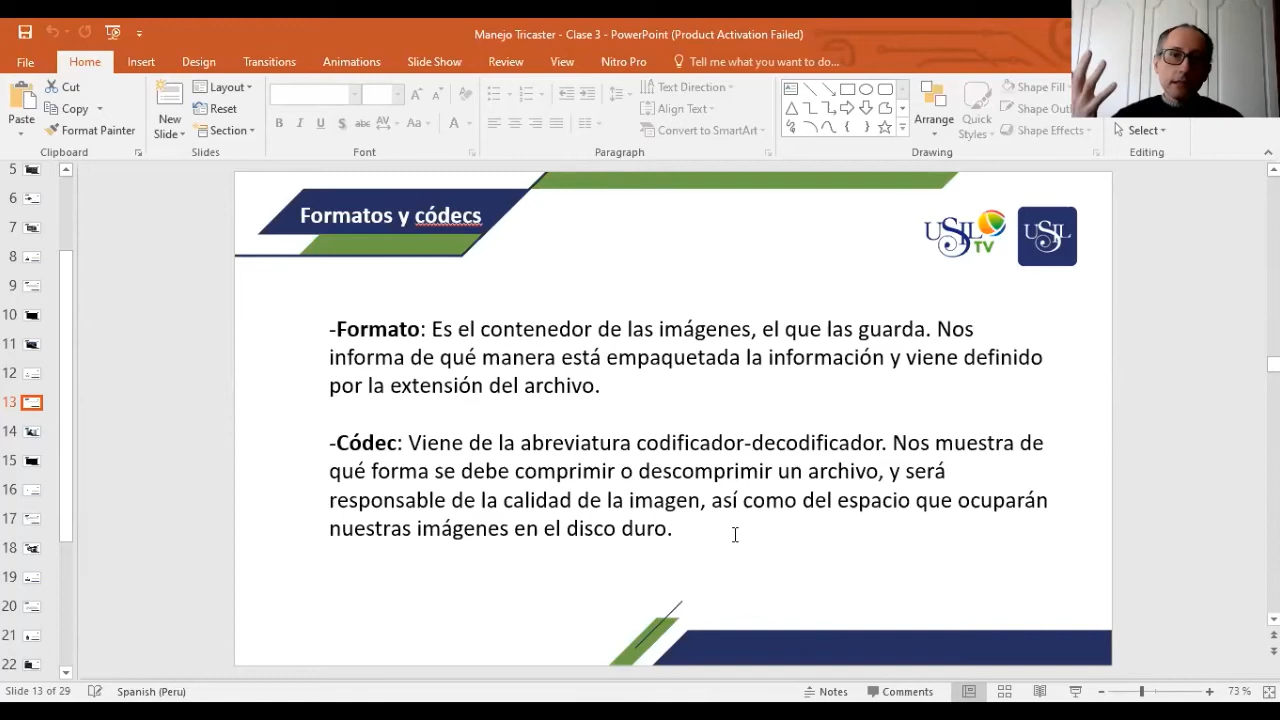 Manejo Tricaster - Clase 3 - PowerPoint (Product Activation Failed)
File Home Insert Design Transitions Animations Slide Show Review View Nitro Pro Tell me what you want to do...
Paste
Cut
Copy
Format Painter
Clipboard
New Slide
Layout
Reset
Section
Slides
B I U S abc AV Aa A
Font
Text Direction
Align Text
Convert to SmartArt
Paragraph
Arrange
Quick Styles
Shape Fill
Shape Out
Shape Effects
Drawing
Select
Editing
5
6
7
8
9
10
11
12
13
14
15
16
17
18
19
20
21
22
Formatos y códecs
USIL TV
USIL
-Formato: Es el contenedor de las imágenes, el que las guarda. Nos
informa de qué manera está empaquetada la información y viene definido
por la extensión del archivo.
-Códec: Viene de la abreviatura codificador-decodificador. Nos muestra de
qué forma se debe comprimir o descomprimir un archivo, y será
responsable de la calidad de la imagen, así como del espacio que ocuparán
nuestras imágenes en el disco duro.
Slide 13 of 29 Spanish (Peru) Notes Comments 73 %